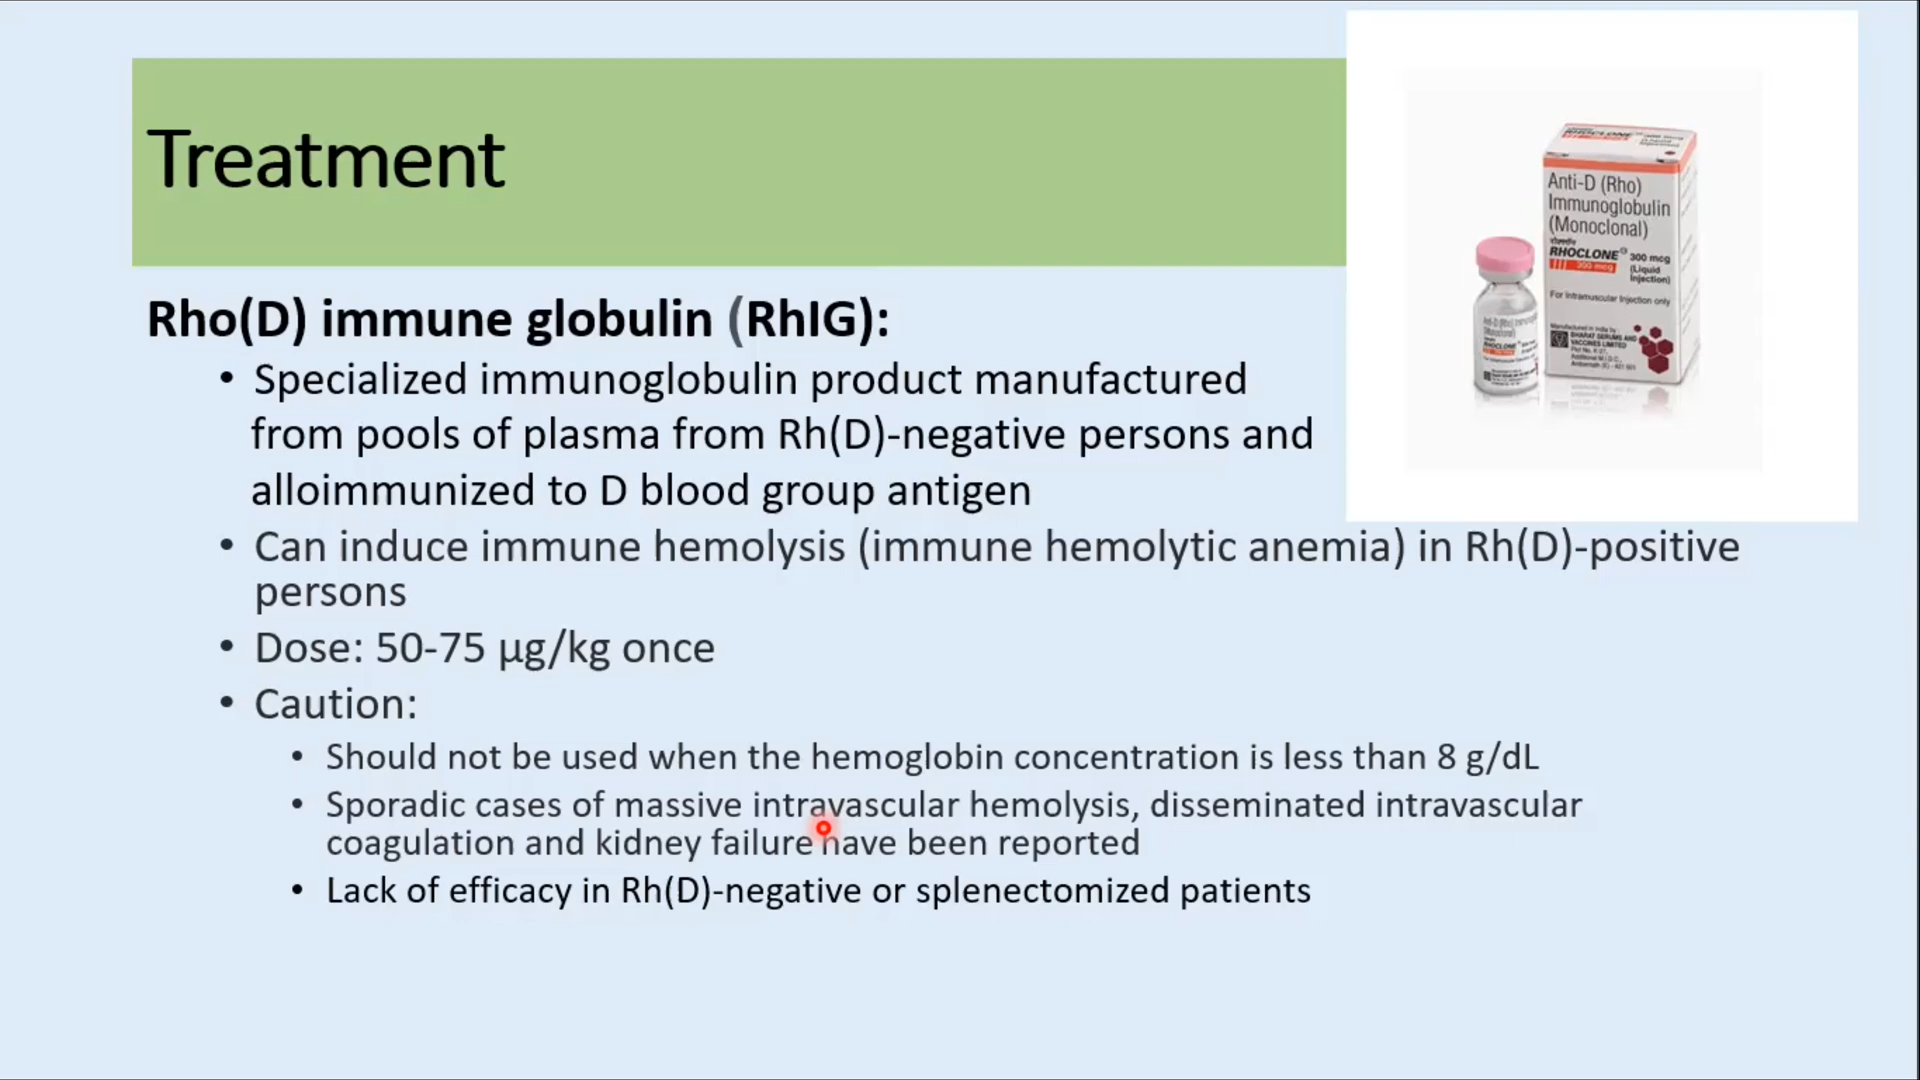 Treatment
Rho(D) immune globulin (RhIG):
• Specialized immunoglobulin product manufactured
from pools of plasma from Rh(D)-negative persons and
alloimmunized to D blood group antigen
• Can induce immune hemolysis (immune hemolytic anemia) in Rh(D)-positive
persons
• Dose: 50-75 µg/kg once
• Caution:
• Should not be used when the hemoglobin concentration is less than 8 g/dL
• Sporadic cases of massive intravascular hemolysis, disseminated intravascular
coagulation and kidney failure have been reported
• Lack of efficacy in Rh(D)-negative or splenectomized patients
Anti-D (Rho)
Immunoglobulin
(Monoclonal)
RHOCLONE 300 mcg
300 mcg (Liquid
Injection)
For Intramuscular Injection only
Manufactured in India by:
BHARAT SERUMS AND
VACCINES LIMITED